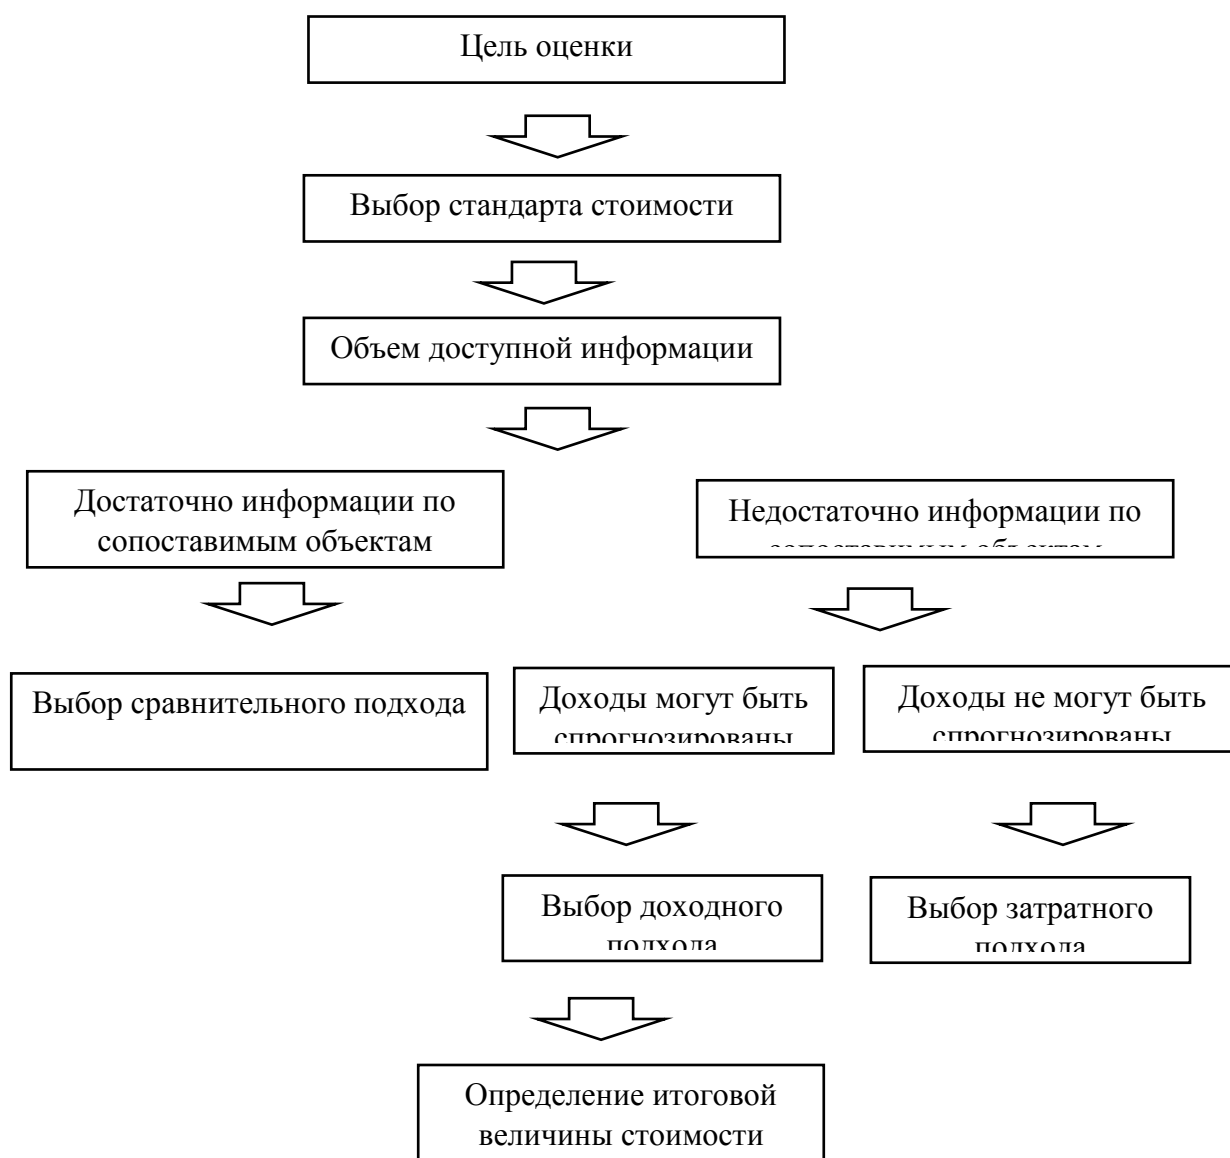 Цель оценки
Выбор стандарта стоимости
Объем доступной информации
Достаточно информации по
сопоставимым объектам
Недостаточно информации по
сопоставимым объектам
Выбор сравнительного подхода
Доходы могут быть
спрогнозированы
Доходы не могут быть
спрогнозированы
Выбор доходного
подхода
Выбор затратного
подхода
Определение итоговой
величины стоимости